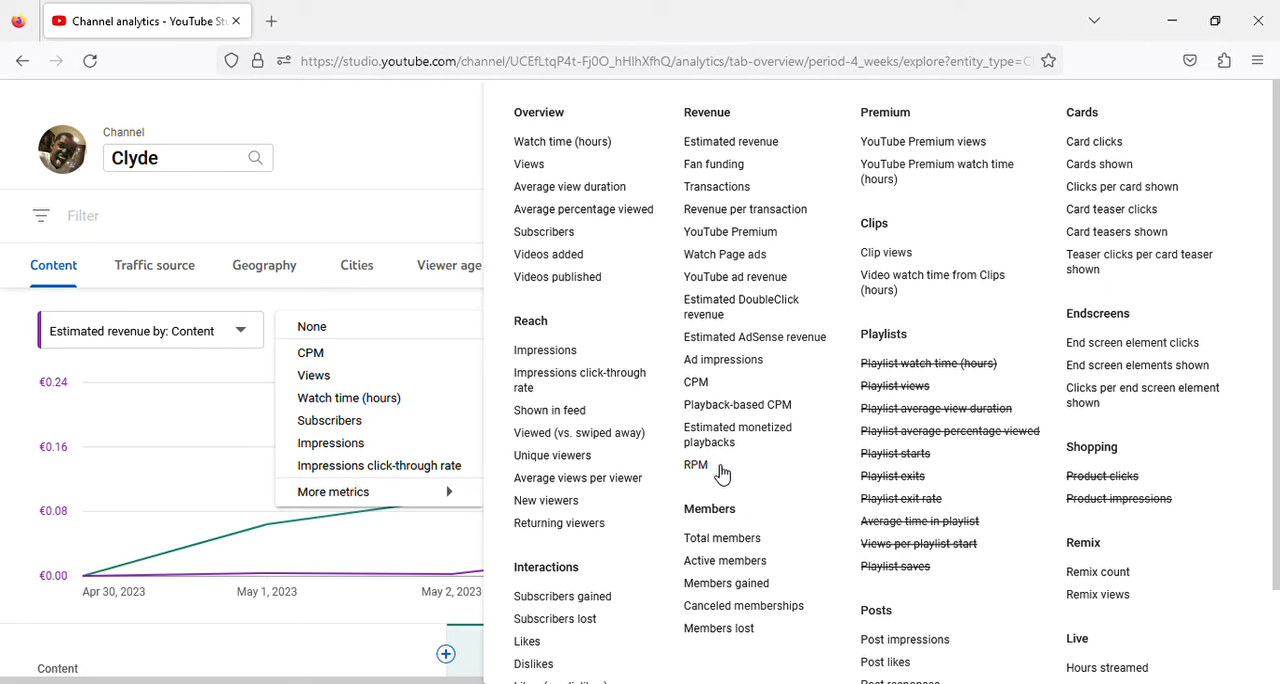 Channel analytics - YouTube St
https://studio.youtube.com/channel/UCEfLtqP4t-Fj0O_hHIhXfhQ/analytics/tab-overview/period-4_weeks/explore?entity_type=C
Channel
Clyde
Filter
Content
Traffic source
Geography
Cities
Viewer age
Estimated revenue by: Content
€0.24
€0.16
€0.08
€0.00
Apr 30, 2023
May 1, 2023
May 2, 2023
Content
None
CPM
Views
Watch time (hours)
Subscribers
Impressions
Impressions click-through rate
More metrics
Overview
Watch time (hours)
Views
Average view duration
Average percentage viewed
Subscribers
Videos added
Videos published
Reach
Impressions
Impressions click-through
rate
Shown in feed
Viewed (vs. swiped away)
Unique viewers
Average views per viewer
New viewers
Returning viewers
Interactions
Subscribers gained
Subscribers lost
Likes
Dislikes
Revenue
Estimated revenue
Fan funding
Transactions
Revenue per transaction
YouTube Premium
Watch Page ads
YouTube ad revenue
Estimated DoubleClick
revenue
Estimated AdSense revenue
Ad impressions
CPM
Playback-based CPM
Estimated monetized
playbacks
RPM
Members
Total members
Active members
Members gained
Canceled memberships
Members lost
Premium
YouTube Premium views
YouTube Premium watch time
(hours)
Clips
Clip views
Video watch time from Clips
(hours)
Playlists
Playlist watch time (hours)
Playlist views
Playlist average view duration
Playlist average percentage viewed
Playlist starts
Playlist exits
Playlist exit rate
Average time in playlist
Views per playlist start
Playlist saves
Posts
Post impressions
Post likes
Cards
Card clicks
Cards shown
Clicks per card shown
Card teaser clicks
Card teasers shown
Teaser clicks per card teaser
shown
Endscreens
End screen element clicks
End screen elements shown
Clicks per end screen element
shown
Shopping
Product clicks
Product impressions
Remix
Remix count
Remix views
Live
Hours streamed